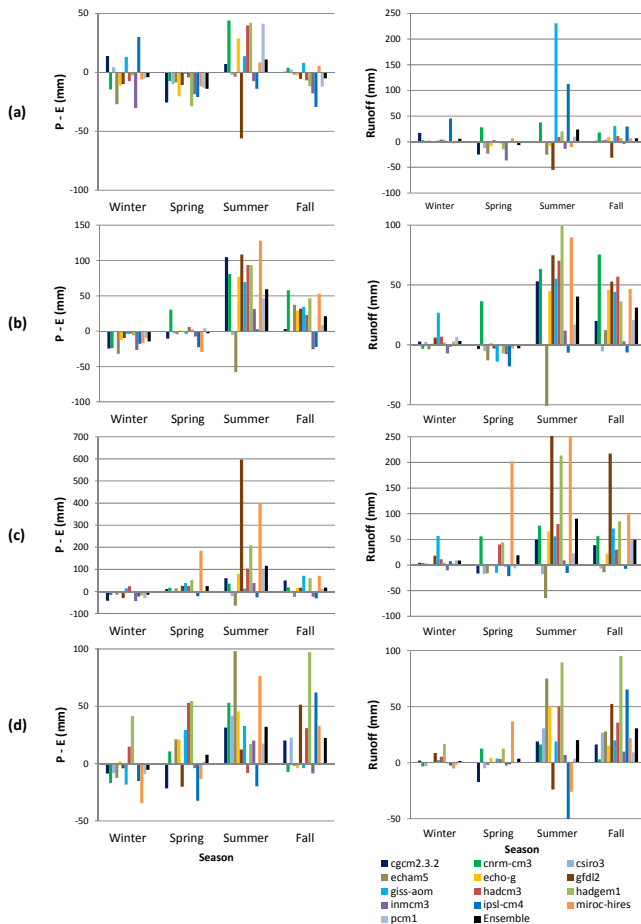 (a)
P - E (mm)
100
50
0
-50
-100
Winter Spring Summer Fall
Runoff (mm)
250
200
150
100
50
0
-50
-100
Winter Spring Summer Fall
(b)
P - E (mm)
150
100
50
0
-50
-100
Winter Spring Summer Fall
Runoff (mm)
100
50
0
-50
Winter Spring Summer Fall
(c)
P - E (mm)
700
600
500
400
300
200
100
0
-100
Winter Spring Summer Fall
Runoff (mm)
250
200
150
100
50
0
-50
-100
Winter Spring Summer Fall
(d)
P - E (mm)
100
50
0
-50
Winter Spring Summer Fall
Season
Runoff (mm)
100
50
0
-50
Winter Spring Summer Fall
Season
cgcm2.3.2 cnrm-cm3 csiro3
echam5 echo-g gfdl2
giss-aom hadcm3 hadgem1
inmcm3 ipsl-cm4 miroc-hires
pcm1 Ensemble